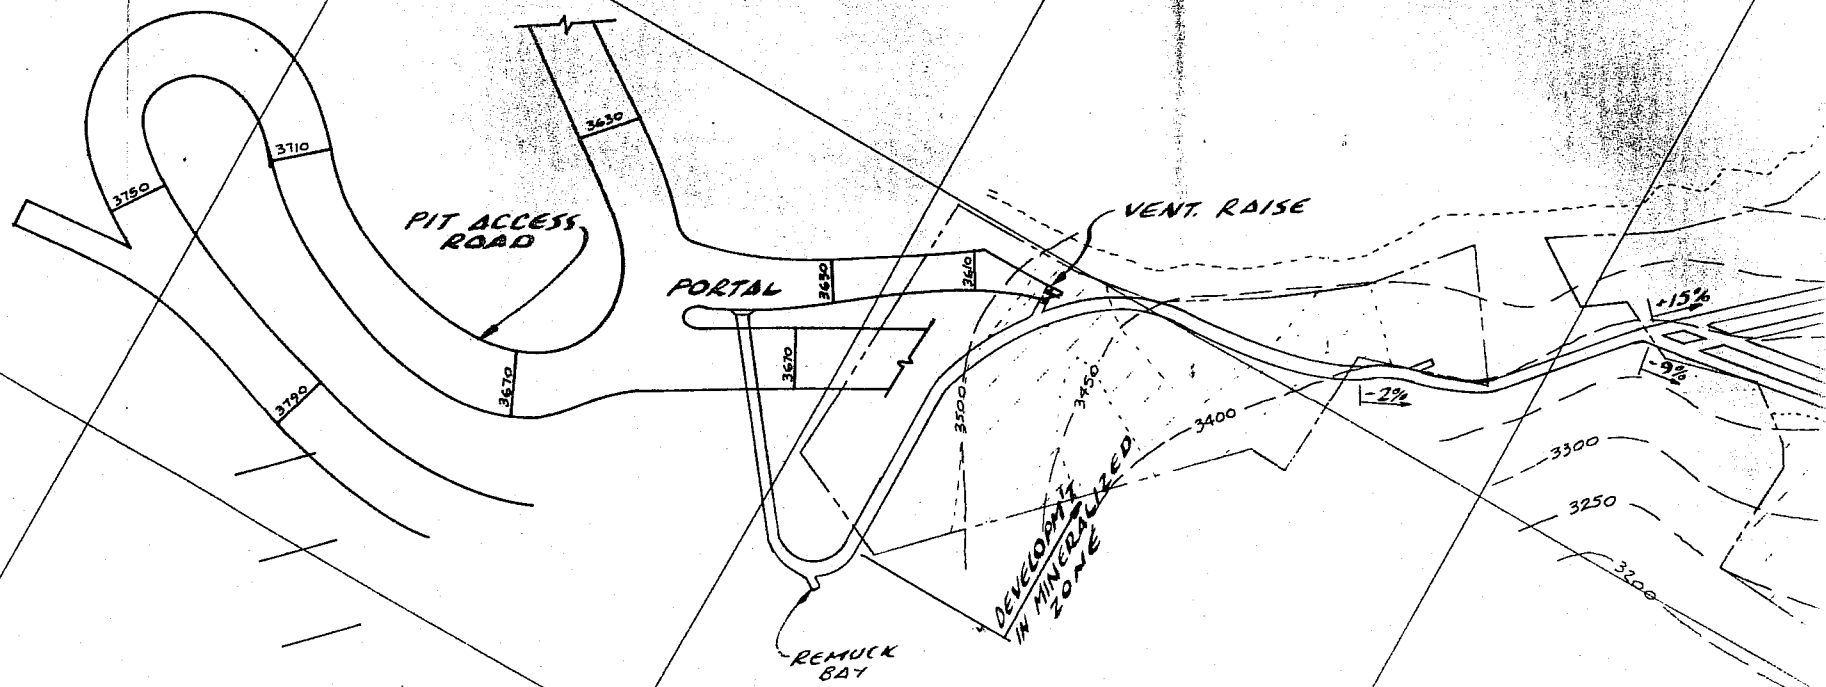 3630
3710
3750
PIT ACCESS
ROAD
VENT. RAISE
PORTAL
3650
3610
+15%
3670
3670
-9%
-2%
3790
3500
3450
3400
DEVELOPM'T
IN MINERALIZED
ZONE
3300
3250
3200
REMUCK
BAY